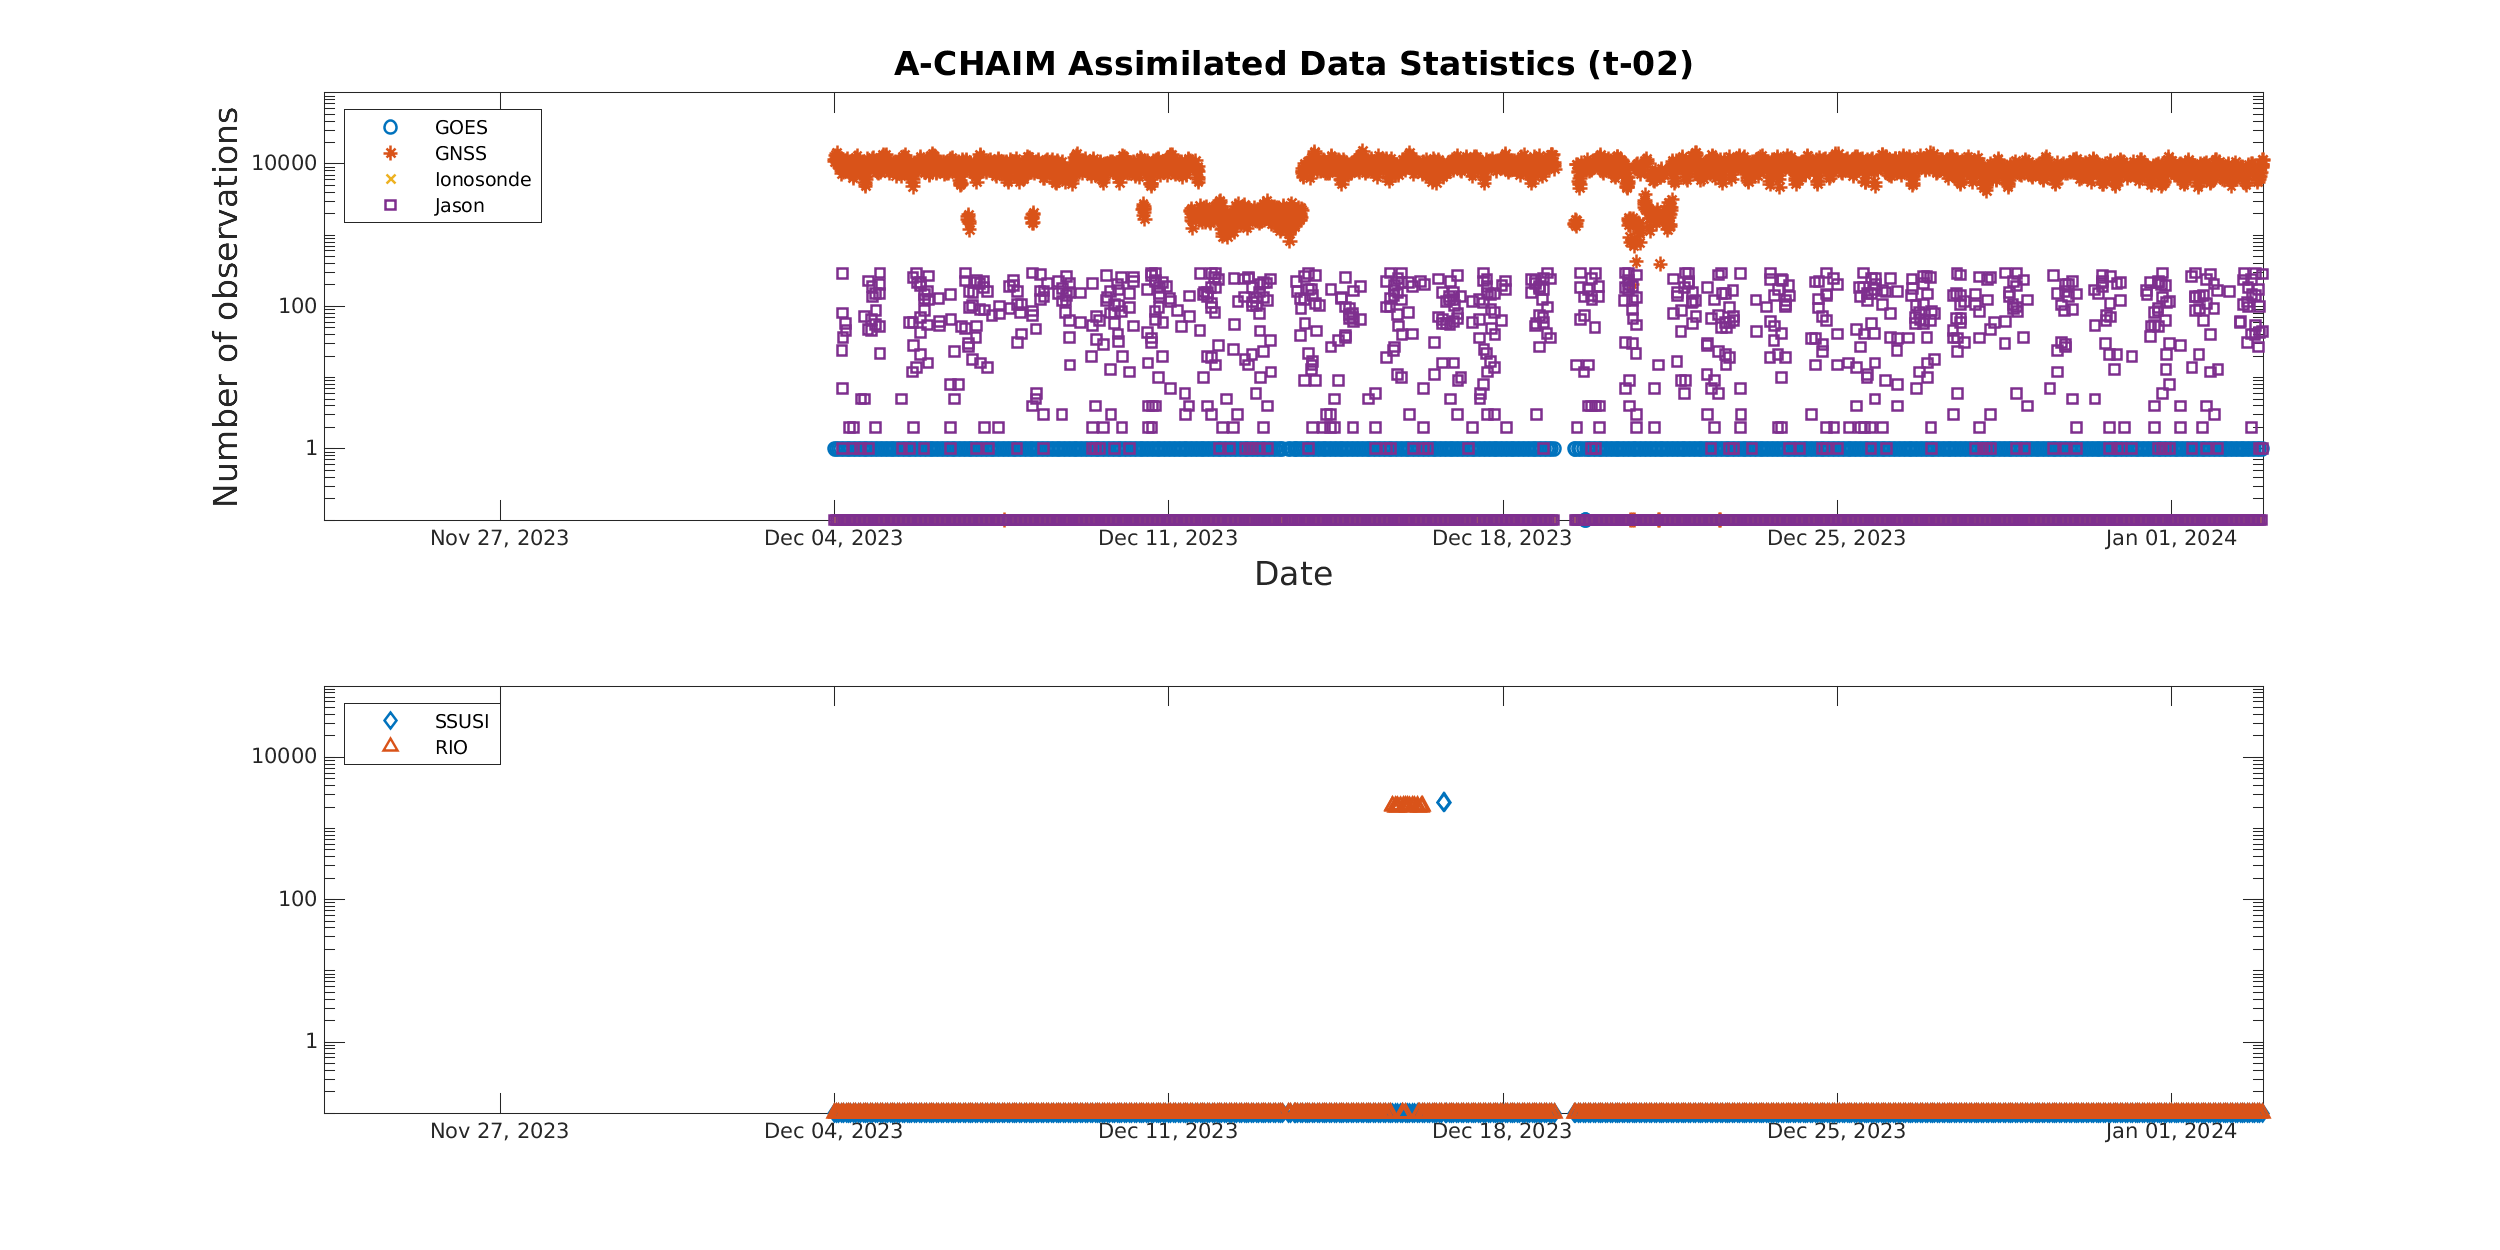 A-CHAIM Assimilated Data Statistics (t-02)
Number of observations
10000
100
1
GOES
GNSS
Ionosonde
Jason
Nov 27, 2023
Dec 04, 2023
Dec 11, 2023
Dec 18, 2023
Dec 25, 2023
Jan 01, 2024
Date
10000
100
1
SSUSI
RIO
Nov 27, 2023
Dec 04, 2023
Dec 11, 2023
Dec 18, 2023
Dec 25, 2023
Jan 01, 2024